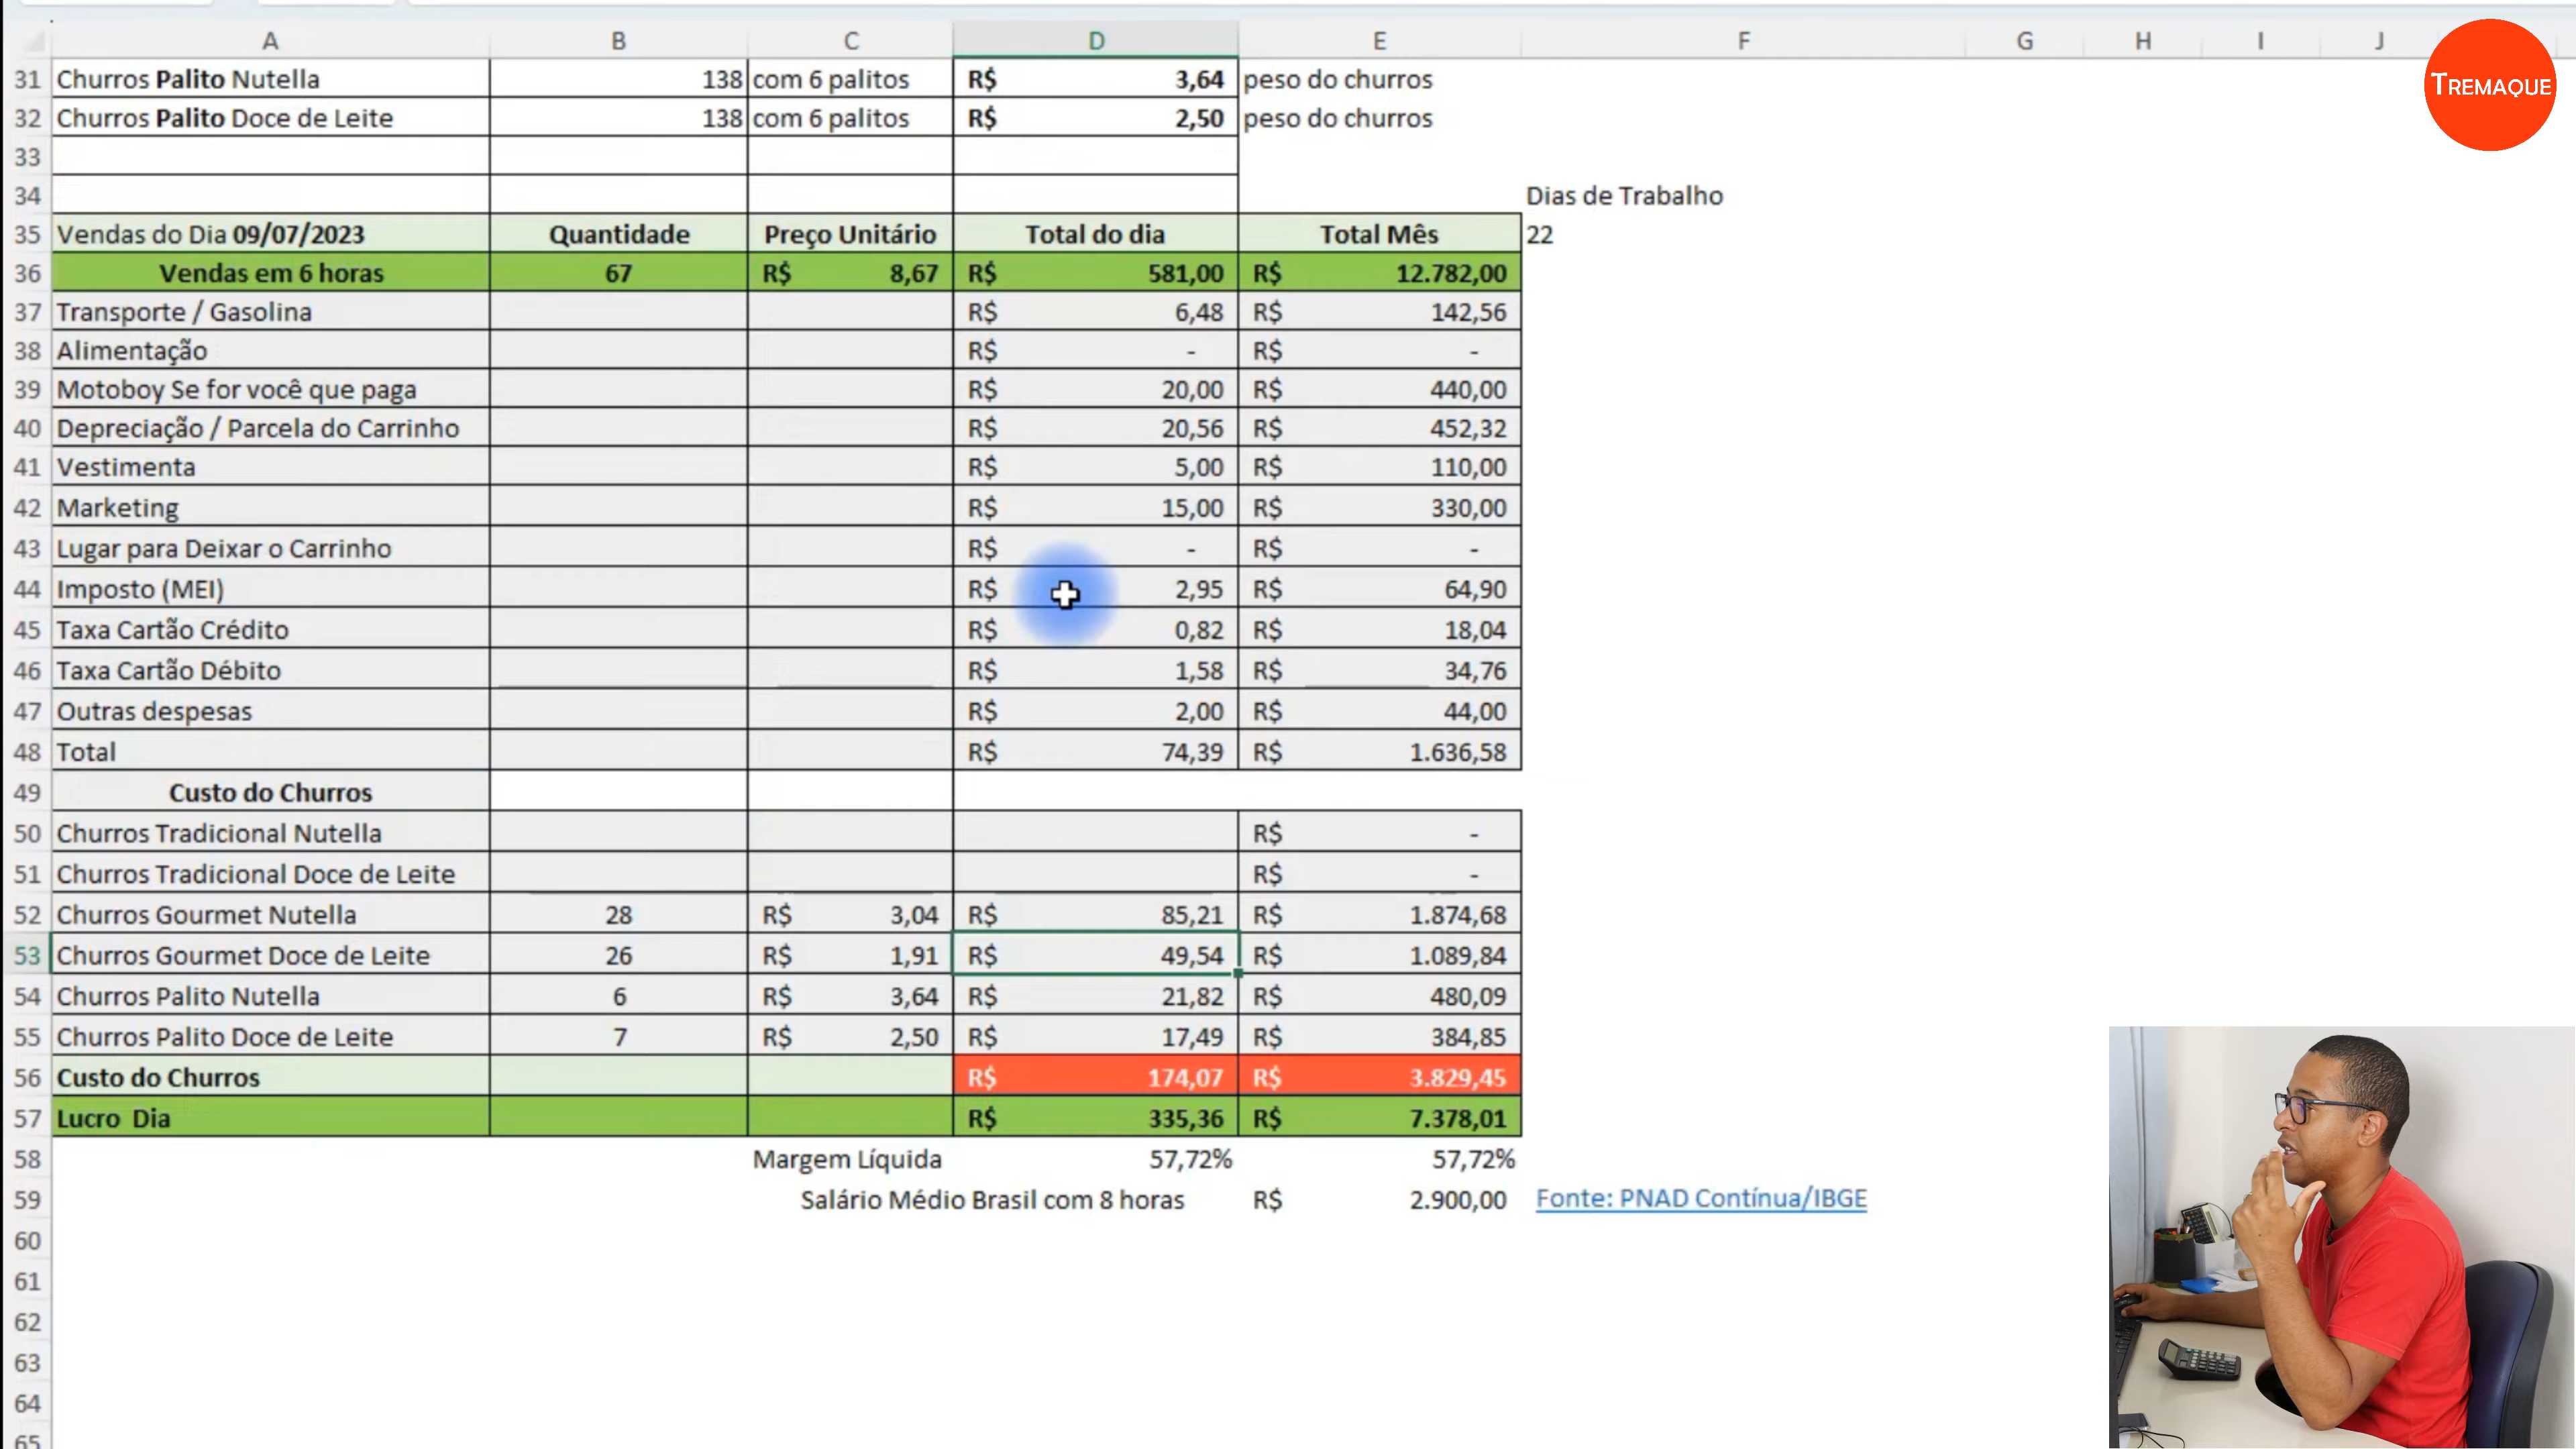 A B C D E F G H I J
TREMAQUE
31 Churros Palito Nutella 138 com 6 palitos R$ 3,64 peso do churros
32 Churros Palito Doce de Leite 138 com 6 palitos R$ 2,50 peso do churros
33
34 Dias de Trabalho
35 Vendas do Dia 09/07/2023 Quantidade Preço Unitário Total do dia Total Mês 22
36 Vendas em 6 horas 67 R$ 8,67 R$ 581,00 R$ 12.782,00
37 Transporte / Gasolina R$ 6,48 R$ 142,56
38 Alimentação R$ - R$ -
39 Motoboy Se for você que paga R$ 20,00 R$ 440,00
40 Depreciação / Parcela do Carrinho R$ 20,56 R$ 452,32
41 Vestimenta R$ 5,00 R$ 110,00
42 Marketing R$ 15,00 R$ 330,00
43 Lugar para Deixar o Carrinho R$ - R$ -
44 Imposto (MEI) R$ 2,95 R$ 64,90
45 Taxa Cartão Crédito R$ 0,82 R$ 18,04
46 Taxa Cartão Débito R$ 1,58 R$ 34,76
47 Outras despesas R$ 2,00 R$ 44,00
48 Total R$ 74,39 R$ 1.636,58
49 Custo do Churros
50 Churros Tradicional Nutella R$ -
51 Churros Tradicional Doce de Leite R$ -
52 Churros Gourmet Nutella 28 R$ 3,04 R$ 85,21 R$ 1.874,68
53 Churros Gourmet Doce de Leite 26 R$ 1,91 R$ 49,54 R$ 1.089,84
54 Churros Palito Nutella 6 R$ 3,64 R$ 21,82 R$ 480,09
55 Churros Palito Doce de Leite 7 R$ 2,50 R$ 17,49 R$ 384,85
56 Custo do Churros R$ 174,07 R$ 3.829,45
57 Lucro Dia R$ 335,36 R$ 7.378,01
58 Margem Líquida 57,72% 57,72%
59 Salário Médio Brasil com 8 horas R$ 2.900,00 Fonte: PNAD Contínua/IBGE
60
61
62
63
64
65